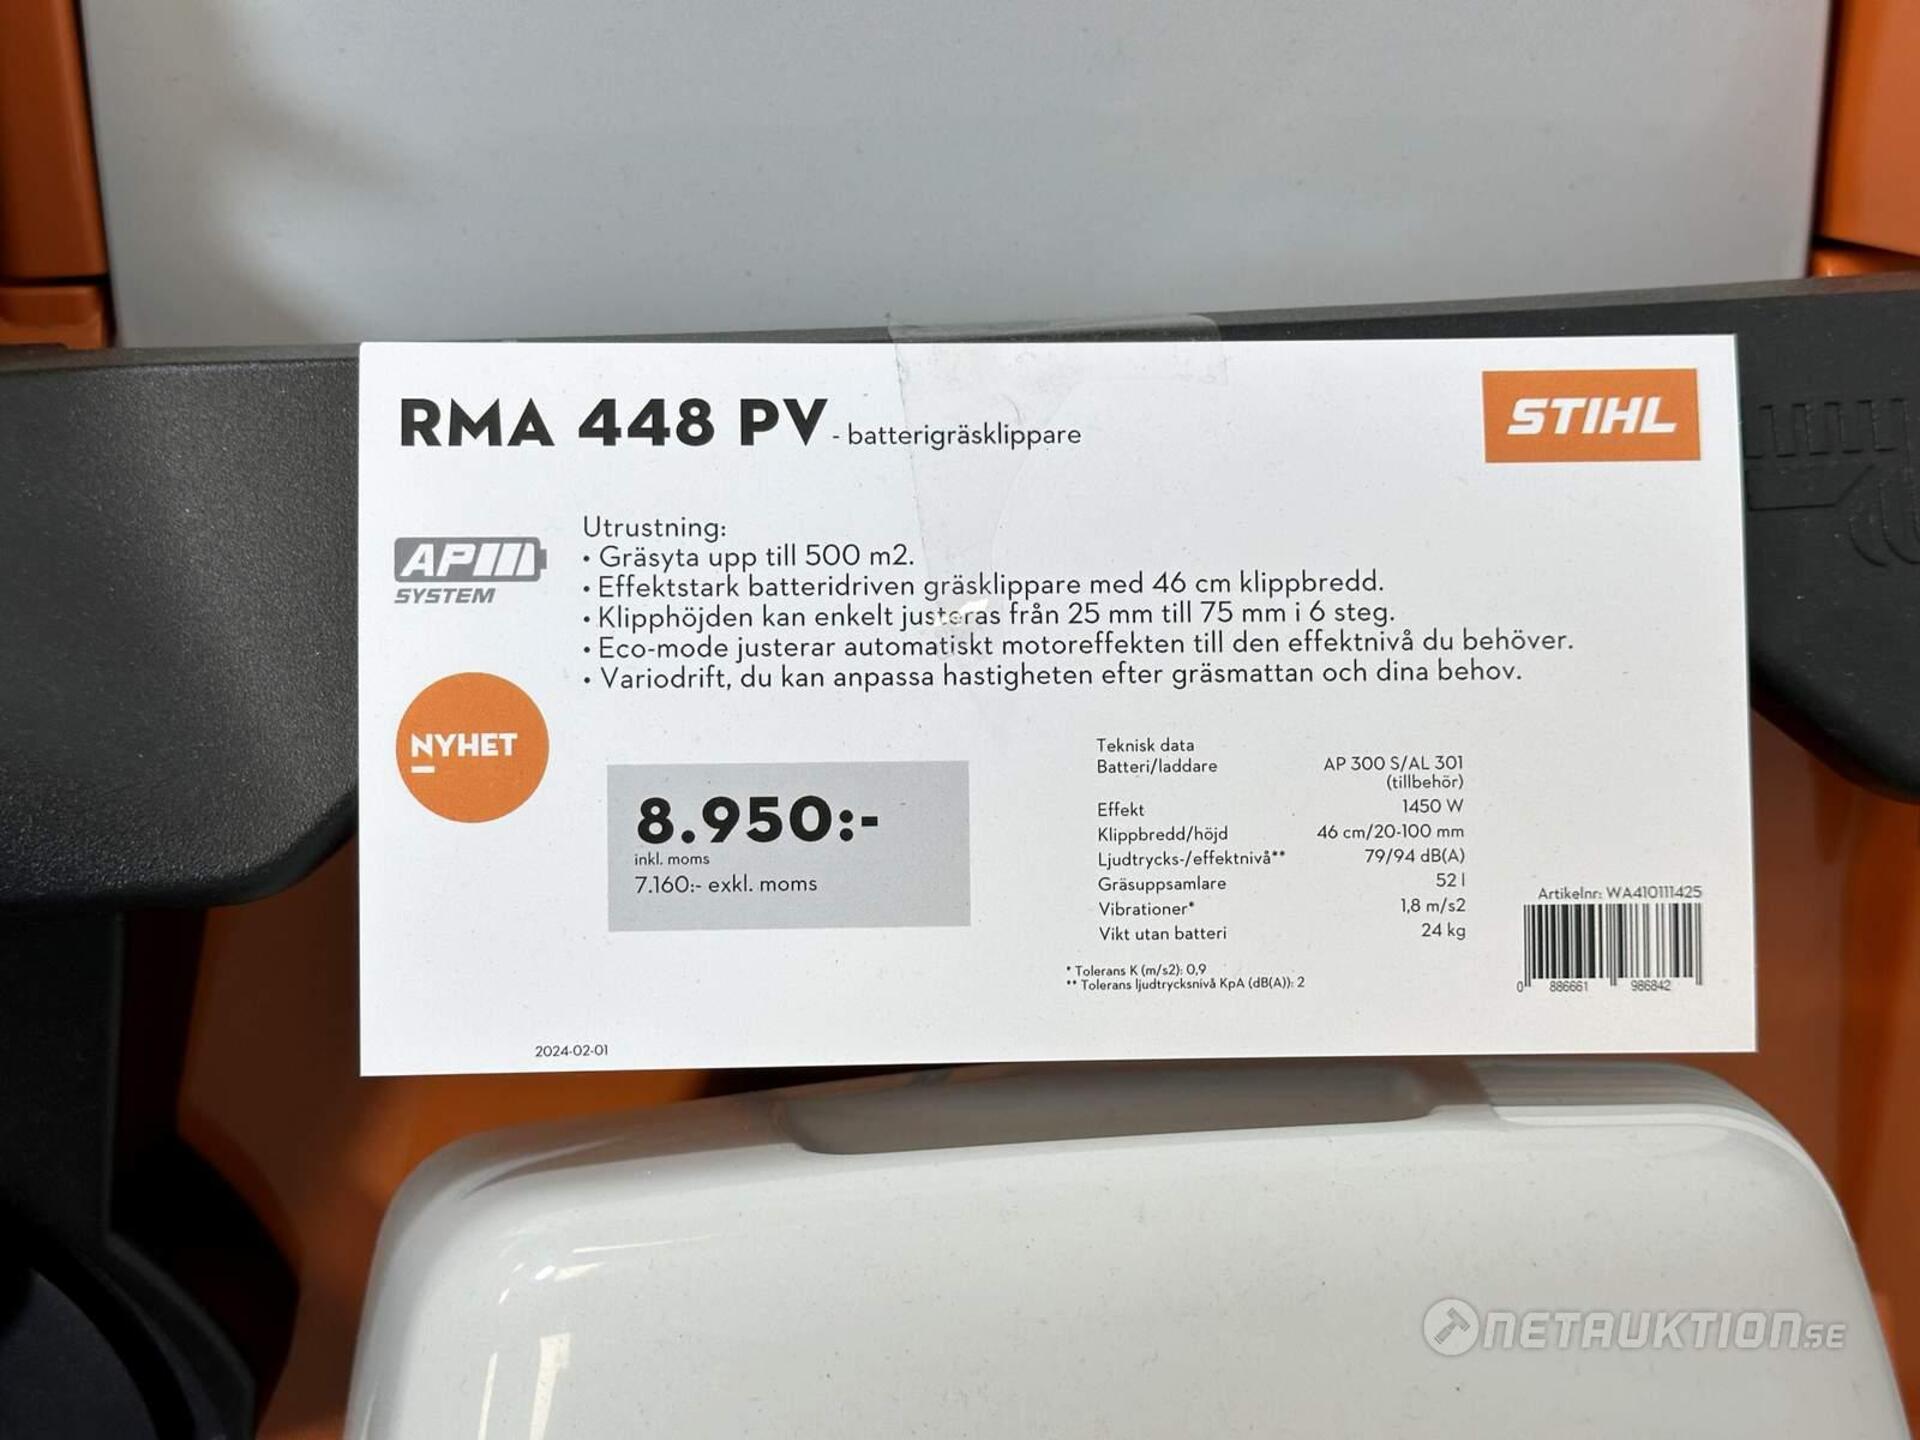 RMA 448 PV - batterigräsklippare
STIHL
AP
SYSTEM
Utrustning:
• Gräsyta upp till 500 m2.
• Effektstark batteridriven gräsklippare med 46 cm klippbredd.
• Klipphöjden kan enkelt justeras från 25 mm till 75 mm i 6 steg.
• Eco-mode justerar automatiskt motoreffekten till den effektnivå du behöver.
• Variodrift, du kan anpassa hastigheten efter gräsmattan och dina behov.
NYHET
8.950:-
inkl. moms
7.160:- exkl. moms
Teknisk data
Batteri/laddare AP 300 S/AL 301
(tillbehör)
Effekt 1450 W
Klippbredd/höjd 46 cm/20-100 mm
Ljudtrycks-/effektnivå** 79/94 dB(A)
Gräsuppsamlare 52 l
Vibrationer* 1,8 m/s2
Vikt utan batteri 24 kg
* Tolerans K (m/s2): 0,9
** Tolerans ljudtrycksnivå KpA (dB(A)): 2
Artikelnr: WA410111425
0 886661 986842
2024-02-01
NETAUKTION.SE